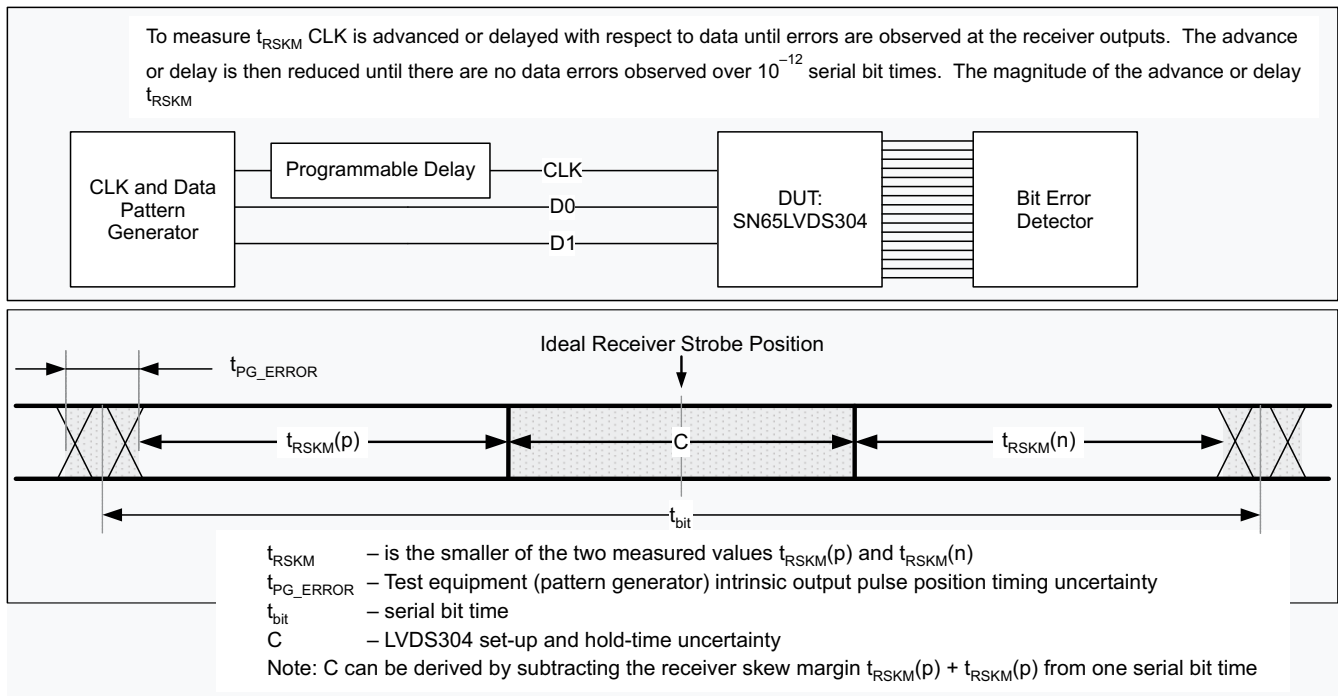 To measure tRSKM CLK is advanced or delayed with respect to data until errors are observed at the receiver outputs. The advance
or delay is then reduced until there are no data errors observed over 10−12 serial bit times. The magnitude of the advance or delay
tRSKM
CLK and Data
Pattern
Generator
Programmable Delay
CLK
D0
D1
DUT:
SN65LVDS304
Bit Error
Detector
Ideal Receiver Strobe Position
tPG_ERROR
tRSKM(p)
C
tRSKM(n)
tbit
tRSKM – is the smaller of the two measured values tRSKM(p) and tRSKM(n)
tPG_ERROR – Test equipment (pattern generator) intrinsic output pulse position timing uncertainty
tbit – serial bit time
C – LVDS304 set-up and hold-time uncertainty
Note: C can be derived by subtracting the receiver skew margin tRSKM(p) + tRSKM(p) from one serial bit time